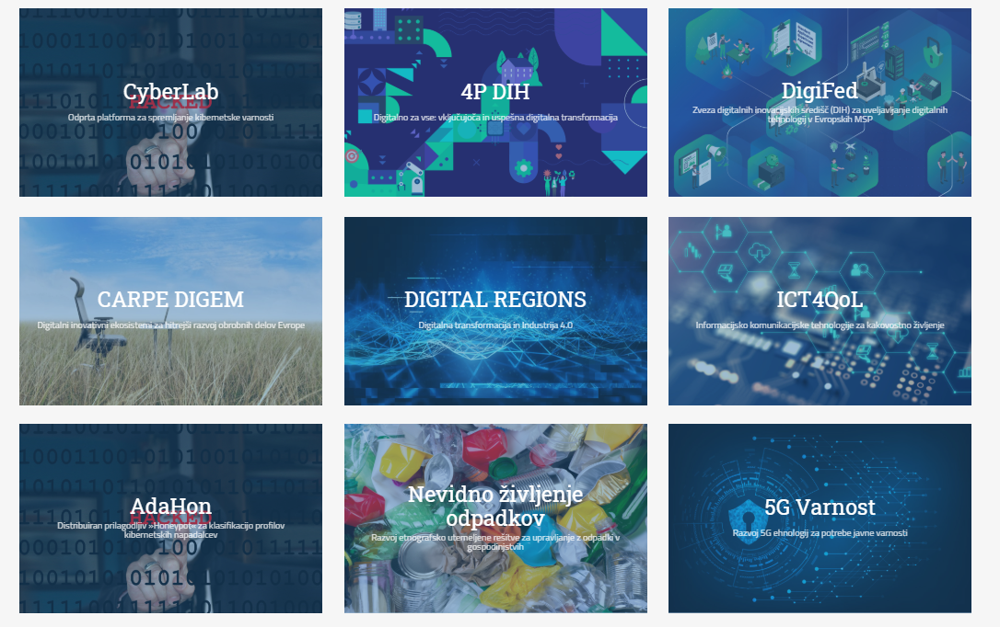 CyberLab
HACKED
Odprta platforma za spremljanje kibernetske varnosti
4P DIH
Digitalno za vse: vključujoča in uspešna digitalna transformacija
DigiFed
Zveza digitalnih inovacijskih središč (DIH) za uveljavljanje digitalnih
tehnologij v Evropskih MSP
CARPE DIGEM
Digitalni inovativni ekosistemi za hitrejši razvoj obrobnih delov Evrope
DIGITAL REGIONS
Digitalna transformacija in Industrija 4.0
ICT4QoL
Informacijsko komunikacijske tehnologije za kakovostno življenje
AdaHon
HACKED
Distribuiran prilagodljiv »Honeypot« za klasifikacijo profilov
kibernetskih napadalcev
Nevidno življenje
odpadkov
Razvoj etnografsko utemeljene rešitve za upravljanje z odpadki v
gospodinjstvih
5G Varnost
Razvoj 5G ehnologij za potrebe javne varnosti